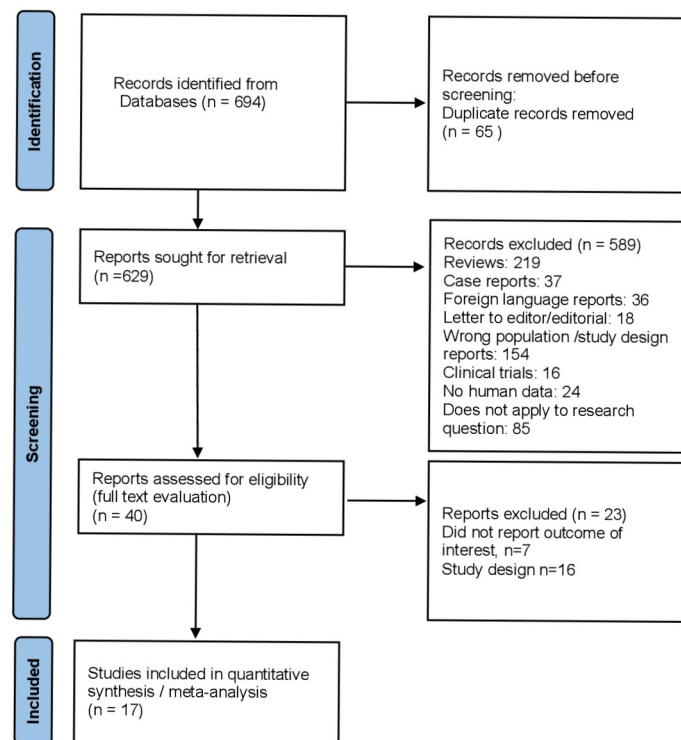 Identification
Records identified from
Databases (n = 694)
Records removed before
screening:
Duplicate records removed
(n = 65 )
Screening
Reports sought for retrieval
(n =629)
Records excluded (n = 589)
Reviews: 219
Case reports: 37
Foreign language reports: 36
Letter to editor/editorial: 18
Wrong population /study design
reports: 154
Clinical trials: 16
No human data: 24
Does not apply to research
question: 85
Reports assessed for eligibility
(full text evaluation)
(n = 40)
Reports excluded (n = 23)
Did not report outcome of
interest, n=7
Study design n=16
Included
Studies included in quantitative
synthesis / meta-analysis
(n = 17)